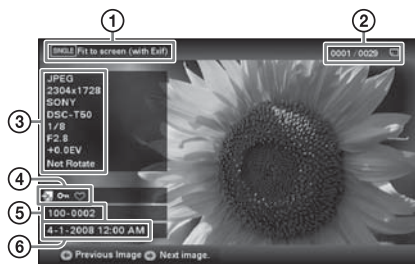 ①
②
SINGLE Fit to screen (with Exif)
0001/0029
③
JPEG
2304x1728
SONY
DSC-T50
1/8
F2.8
+0.0EV
Not Rotate
④
⑤
100-0002
⑥
4-1-2008 12:00 AM
Previous Image Next image.